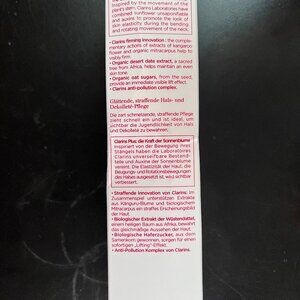 Inspired by the movement of the
plant's stem, Clarins Laboratories have
combined sunflower unsaponifiable
and auxins to promote the look of
skin elasticity during the bending
and rotating movement of the neck.
• Clarins firming innovation : the comple-
mentary actions of extracts of kangaroo
flower and organic mitracarpus help to
visibly firm.
• Organic desert date extract, a sacred
tree from Africa, helps maintain an even
skin tone.
• Organic oat sugars, from the seed,
provide an immediate visible lift effect.
• Clarins anti-pollution complex.
Glättende, straffende Hals- und
Dekolleté-Pflege
Die zart schmelzende, straffende Pflege
zieht schnell ein und ist ideal, um
sichtbar die Jugendlichkeit von Hals
und Dekolleté zu bewahren.
Clarins Plus: die Kraft der Sonnenblume
Inspiriert von der Bewegung ihres
Stängels haben die Laboratoires
Clarins unverseifbare Bestand-
teile und Auxine der Sonnenblume
vereint. Die Elastizität der Haut, die
Beugungs- und Rotationsbewegungen
des Halses ausgesetzt ist, wird sichtbar
verbessert.
• Straffende Innovation von Clarins: Im
Zusammenspiel unterstützen Extrakte
aus Känguru-Blume und biologischem
Mitracarpus ein straffes Erscheinungsbild
der Haut.
• Biologischer Extrakt der Wüstendattel,
einem heiligen Baum aus Afrika, bewahrt
das gleichmäßige Aussehen der Haut.
• Biologische Haferzucker, aus dem
Samenkorn gewonnen, sorgen für einen
sofortigen „Lifting"-Effekt.
• Anti-Pollution Komplex von Clarins.